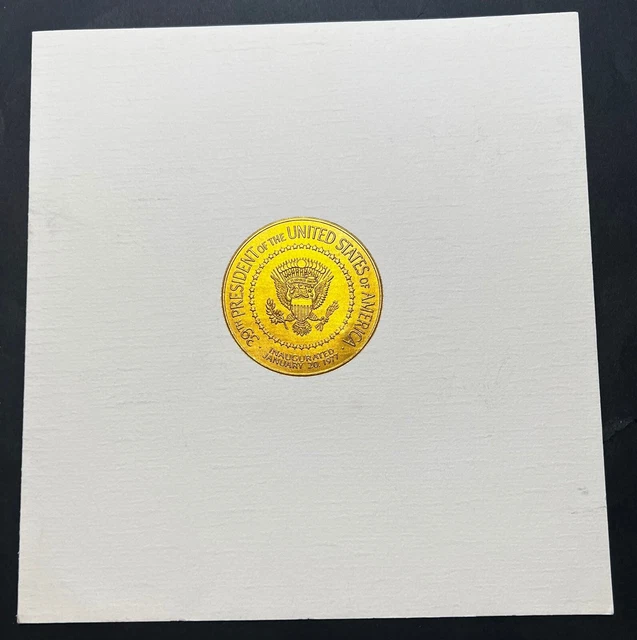 39TH PRESIDENT OF THE UNITED STATES OF AMERICA
INAUGURATED
JANUARY 20, 1977